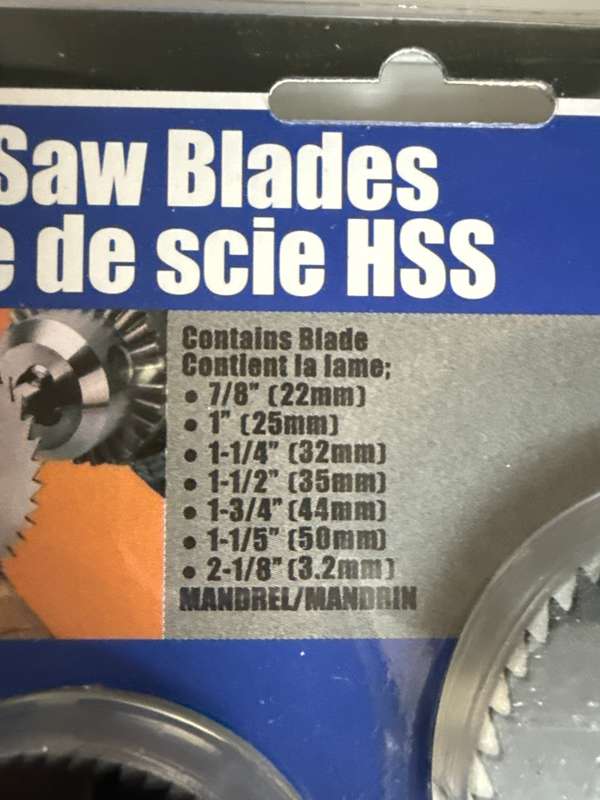 Saw Blades
e de scie HSS
Contains Blade
Contient la lame;
• 7/8" (22mm)
• 1" (25mm)
• 1-1/4" (32mm)
• 1-1/2" (35mm)
• 1-3/4" (44mm)
• 1-1/5" (50mm)
• 2-1/8" (3.2mm)
MANDREL/MANDRIN